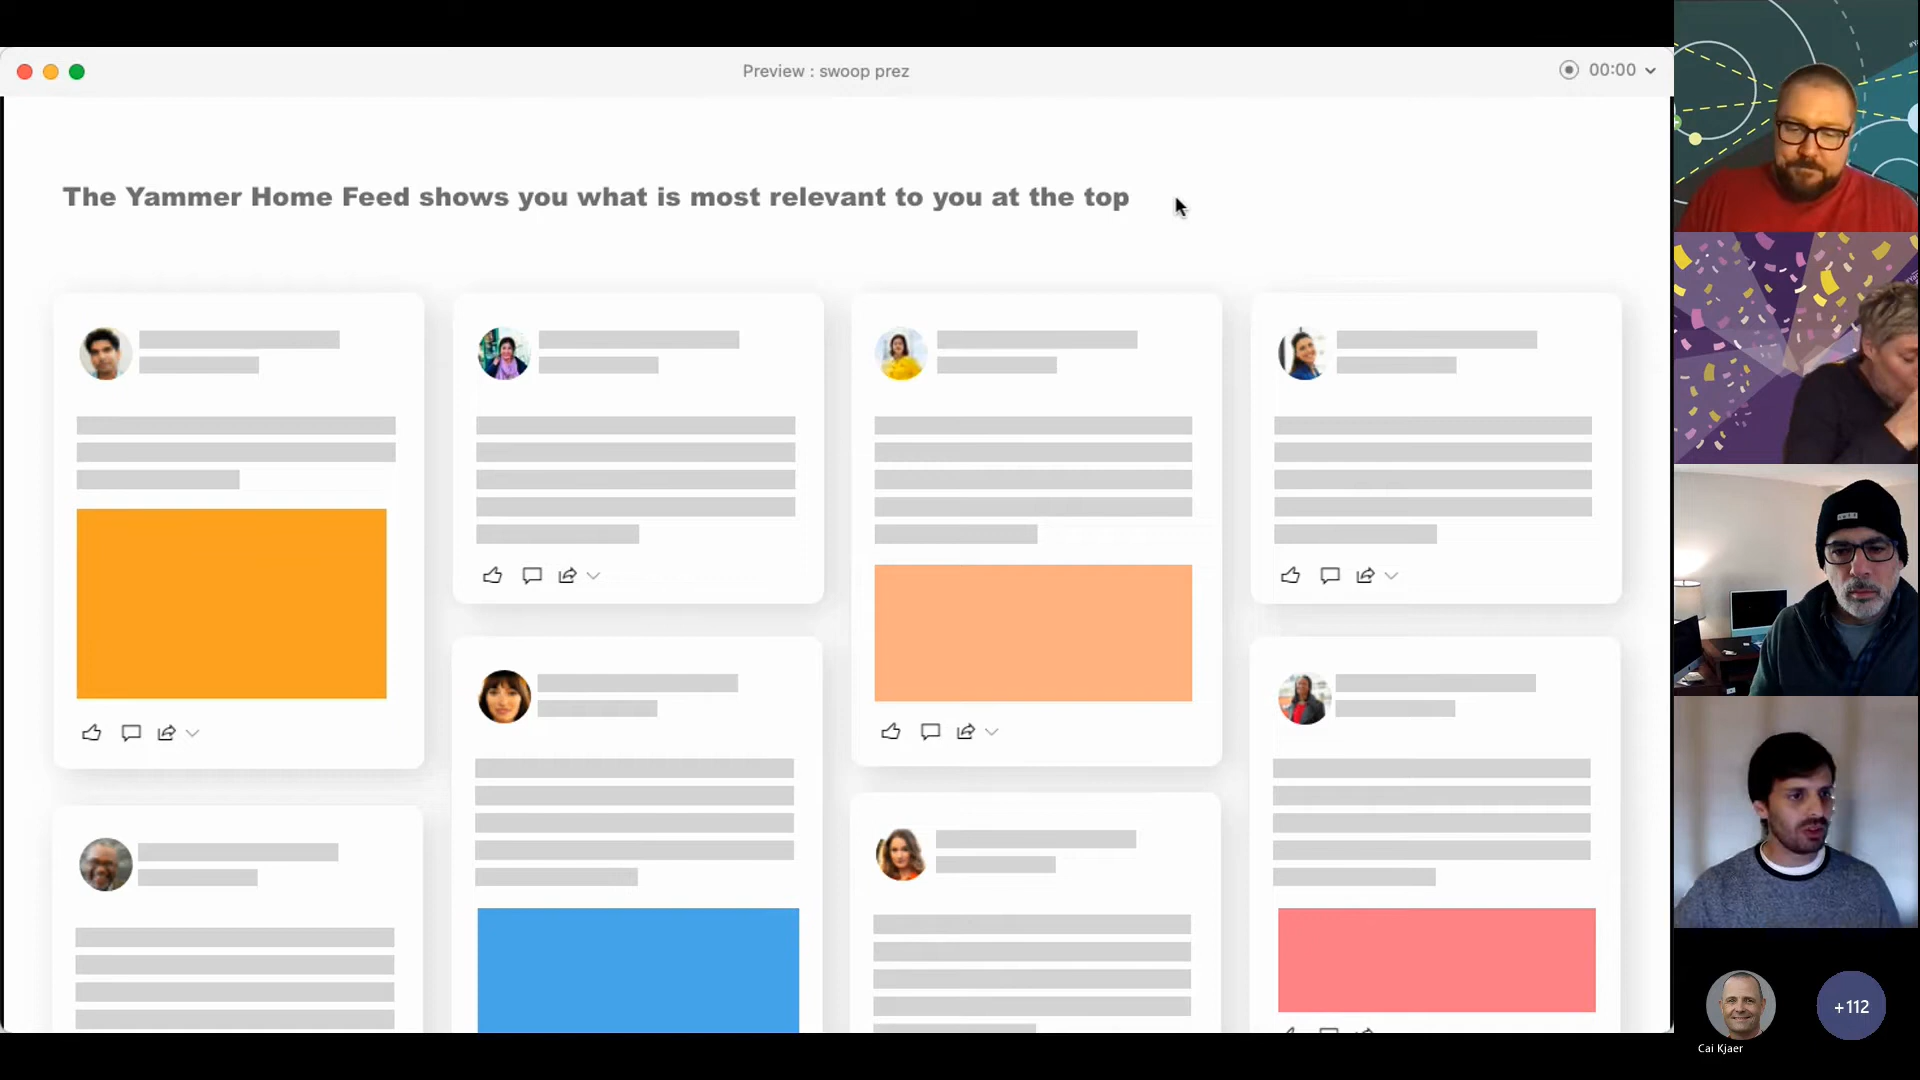 Preview : swoop prez
00:00
The Yammer Home Feed shows you what is most relevant to you at the top
+112
Cai Kjaer